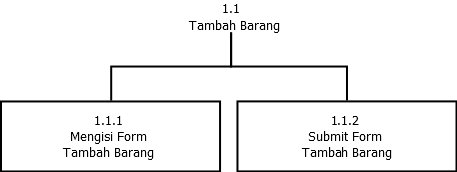 1.1
Tambah Barang
1.1.1
Mengisi Form
Tambah Barang
1.1.2
Submit Form
Tambah Barang